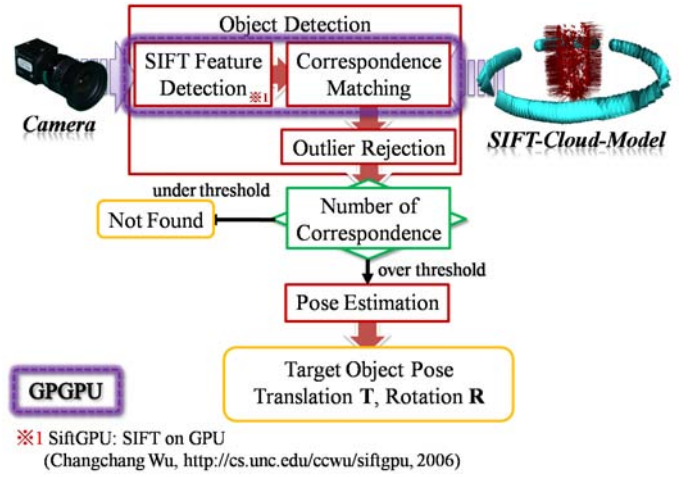 Object Detection
SIFT Feature
Detection※1
Correspondence
Matching
Camera
SIFT-Cloud-Model
Outlier Rejection
under threshold
Not Found
Number of
Correspondence
over threshold
Pose Estimation
Target Object Pose
Translation T, Rotation R
GPGPU
※1 SiftGPU: SIFT on GPU
(Changchang Wu, http://cs.unc.edu/ccwu/siftgpu, 2006)